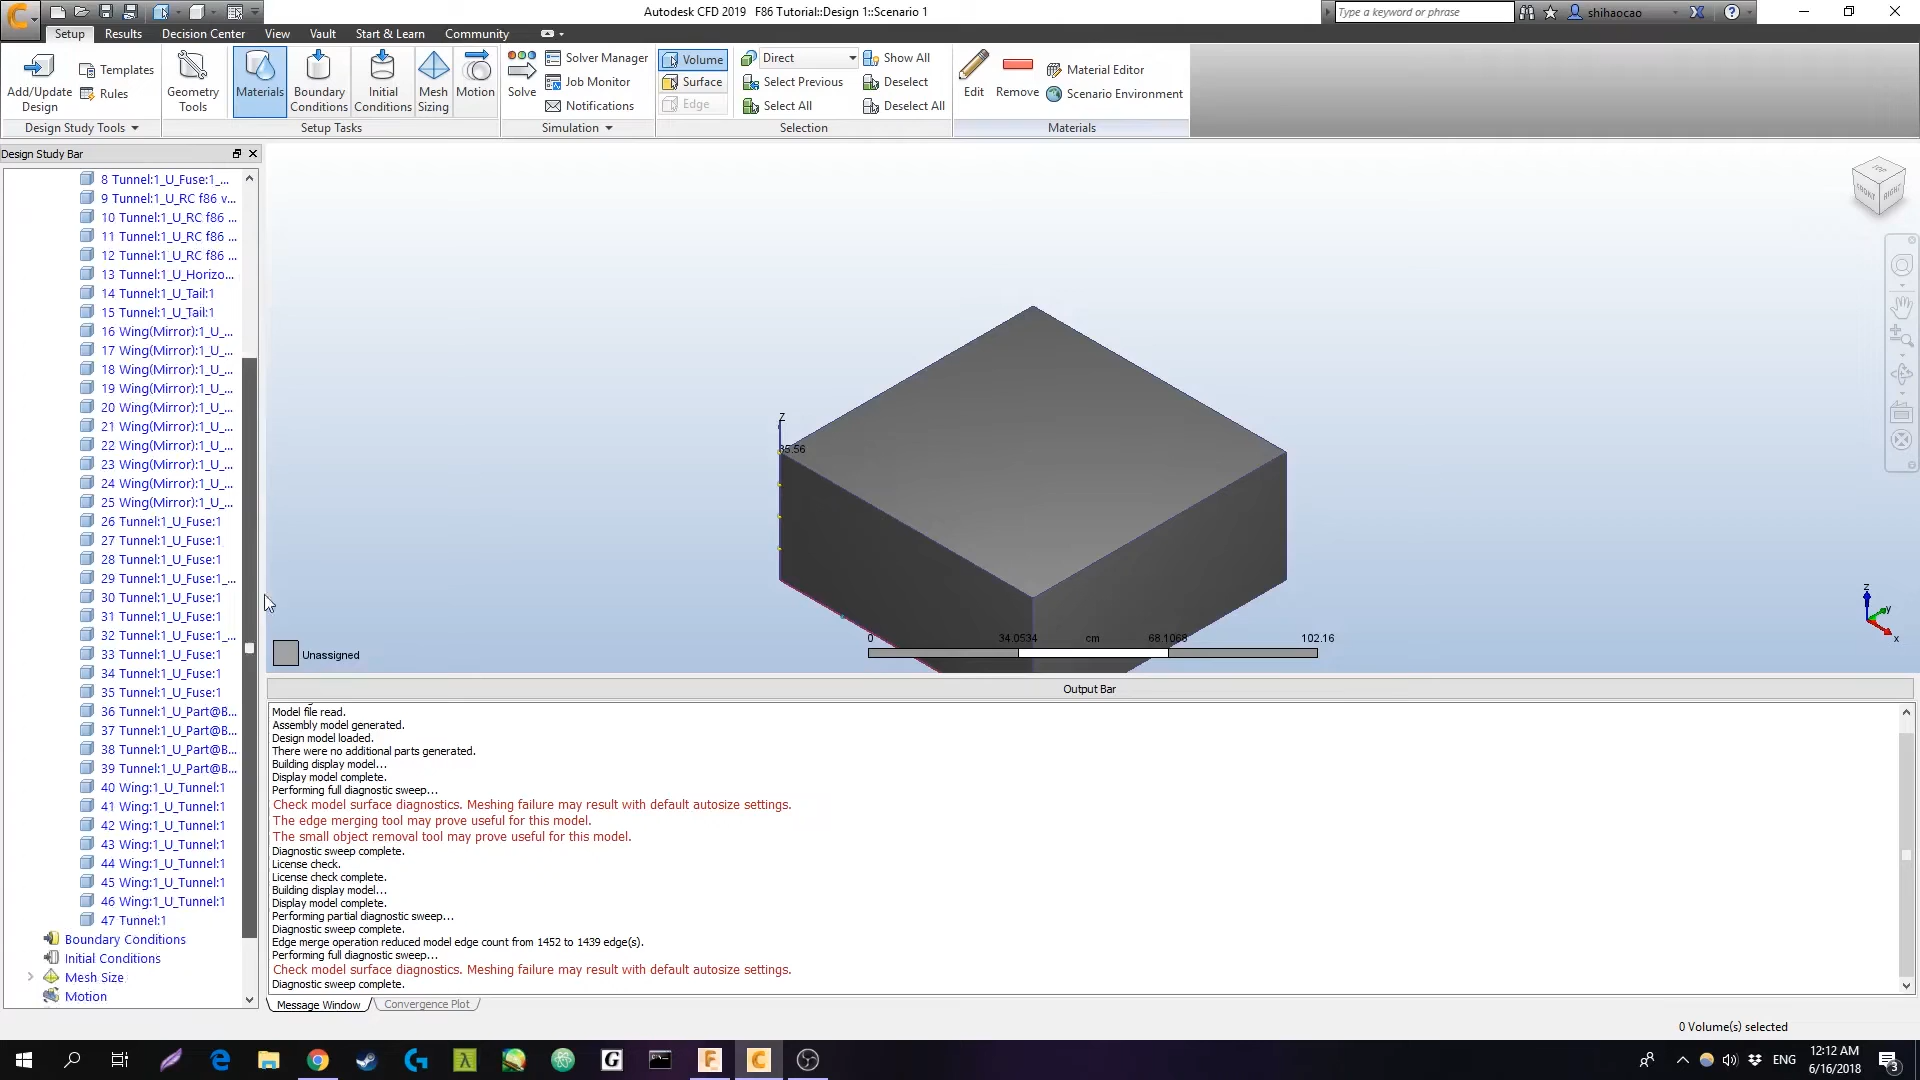 Autodesk CFD 2019 F86 Tutorial::Design 1::Scenario 1
Type a keyword or phrase
shihaocao
Setup Results Decision Center View Vault Start & Learn Community
Add/Update Design
Templates
Rules
Geometry Tools
Materials
Boundary Conditions
Initial Conditions
Mesh Sizing
Motion
Solve
Solver Manager
Job Monitor
Notifications
Volume
Surface
Edge
Direct
Select Previous
Select All
Show All
Deselect
Deselect All
Edit
Remove
Material Editor
Scenario Environment
Design Study Tools
Setup Tasks
Simulation
Selection
Materials
Design Study Bar
8 Tunnel:1_U_Fuse:1_...
9 Tunnel:1_U_RC f86 v...
10 Tunnel:1_U_RC f86 ...
11 Tunnel:1_U_RC f86 ...
12 Tunnel:1_U_RC f86 ...
13 Tunnel:1_U_Horizo...
14 Tunnel:1_U_Tail:1
15 Tunnel:1_U_Tail:1
16 Wing(Mirror):1_U_...
17 Wing(Mirror):1_U_...
18 Wing(Mirror):1_U_...
19 Wing(Mirror):1_U_...
20 Wing(Mirror):1_U_...
21 Wing(Mirror):1_U_...
22 Wing(Mirror):1_U_...
23 Wing(Mirror):1_U_...
24 Wing(Mirror):1_U_...
25 Wing(Mirror):1_U_...
26 Tunnel:1_U_Fuse:1
27 Tunnel:1_U_Fuse:1
28 Tunnel:1_U_Fuse:1
29 Tunnel:1_U_Fuse:1_...
30 Tunnel:1_U_Fuse:1
31 Tunnel:1_U_Fuse:1
32 Tunnel:1_U_Fuse:1_...
33 Tunnel:1_U_Fuse:1
34 Tunnel:1_U_Fuse:1
35 Tunnel:1_U_Fuse:1
36 Tunnel:1_U_Part@B...
37 Tunnel:1_U_Part@B...
38 Tunnel:1_U_Part@B...
39 Tunnel:1_U_Part@B...
40 Wing:1_U_Tunnel:1
41 Wing:1_U_Tunnel:1
42 Wing:1_U_Tunnel:1
43 Wing:1_U_Tunnel:1
44 Wing:1_U_Tunnel:1
45 Wing:1_U_Tunnel:1
46 Wing:1_U_Tunnel:1
47 Tunnel:1
Boundary Conditions
Initial Conditions
Mesh Size
Motion
TOP
FRONT RIGHT
Z
35.56
z
y
x
0 34.0534 cm 68.1068 102.16
Unassigned
Output Bar
Model file read.
Assembly model generated.
Design model loaded.
There were no additional parts generated.
Building display model...
Display model complete.
Performing full diagnostic sweep...
Check model surface diagnostics. Meshing failure may result with default autosize settings.
The edge merging tool may prove useful for this model.
The small object removal tool may prove useful for this model.
Diagnostic sweep complete.
License check.
License check complete.
Building display model...
Display model complete.
Performing partial diagnostic sweep...
Diagnostic sweep complete.
Edge merge operation reduced model edge count from 1452 to 1439 edge(s).
Performing full diagnostic sweep...
Check model surface diagnostics. Meshing failure may result with default autosize settings.
Diagnostic sweep complete.
Message Window Convergence Plot
0 Volume(s) selected
ENG
12:12 AM
6/16/2018
3